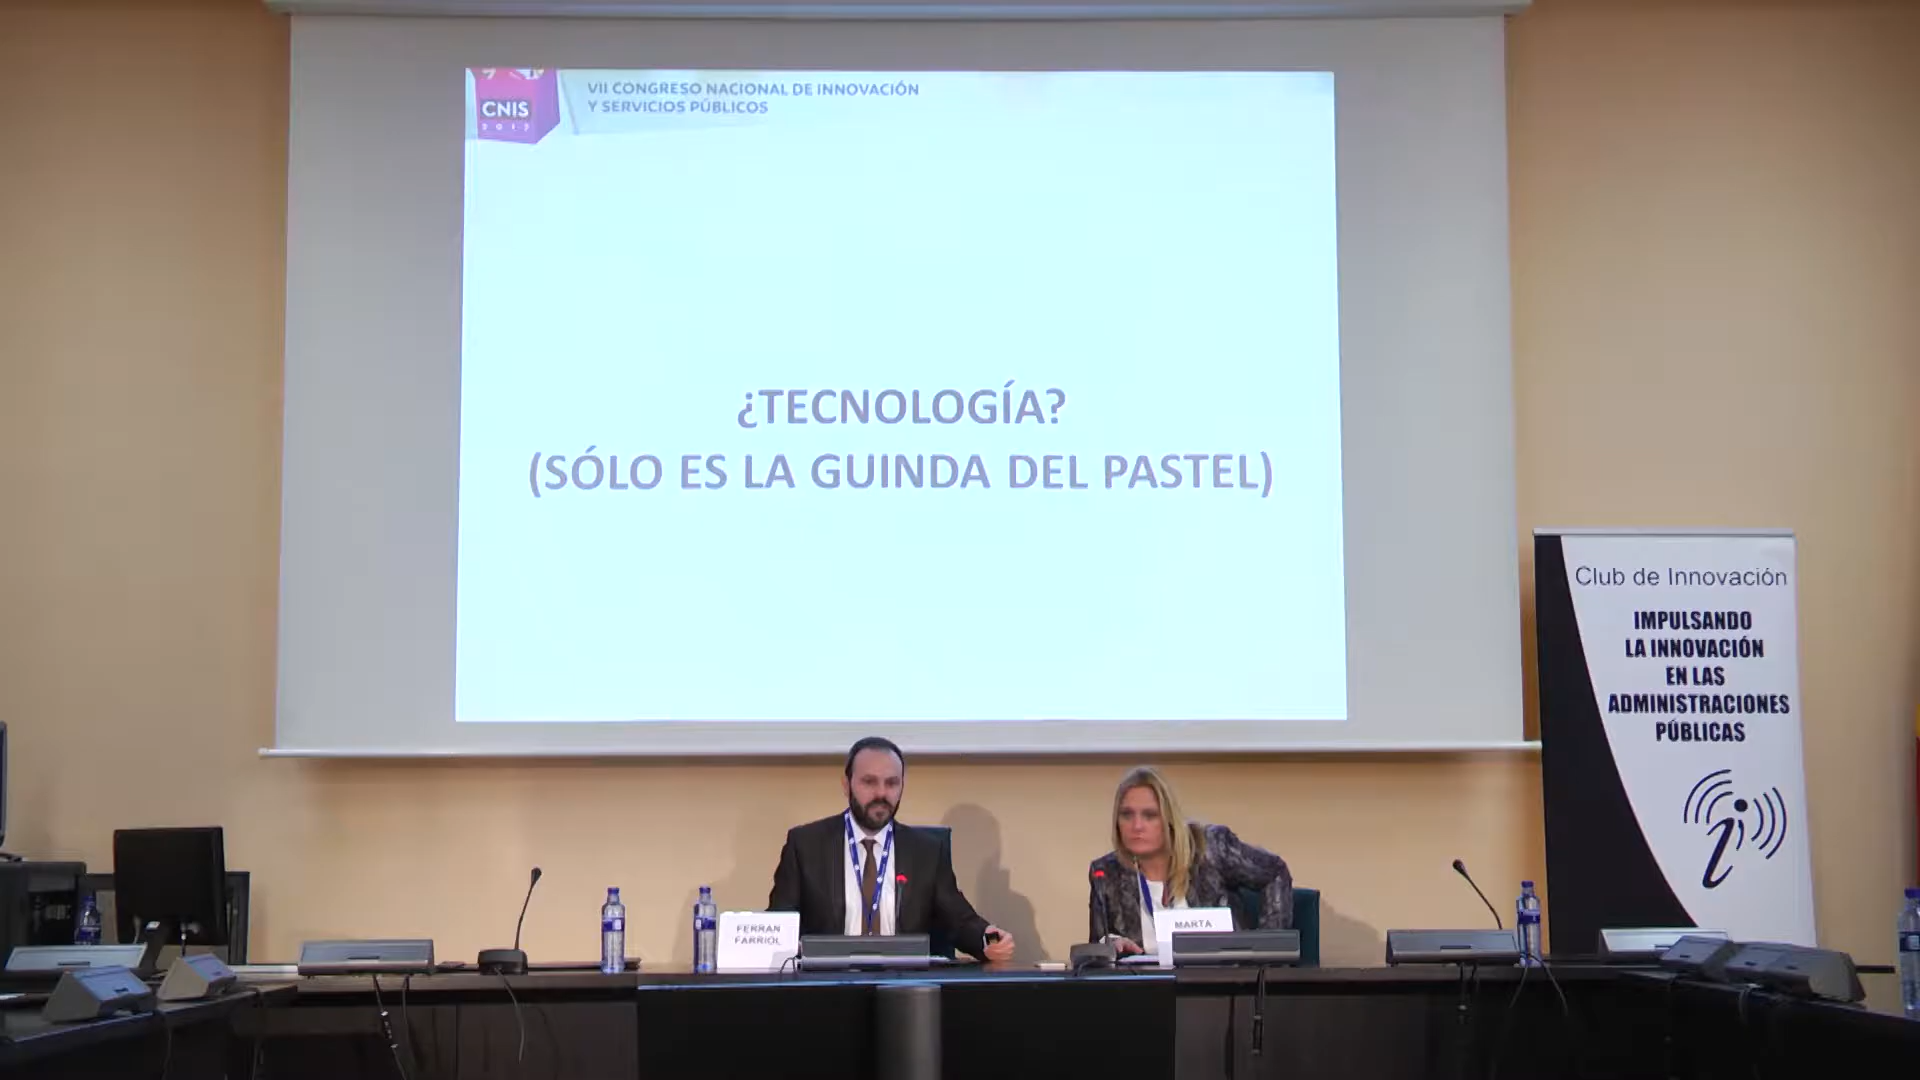 CNIS
2017
VII CONGRESO NACIONAL DE INNOVACIÓN
Y SERVICIOS PÚBLICOS
¿TECNOLOGÍA?
(SÓLO ES LA GUINDA DEL PASTEL)
Club de Innovación
IMPULSANDO
LA INNOVACIÓN
EN LAS
ADMINISTRACIONES
PÚBLICAS
FERRAN
FARRIOL
MARTA